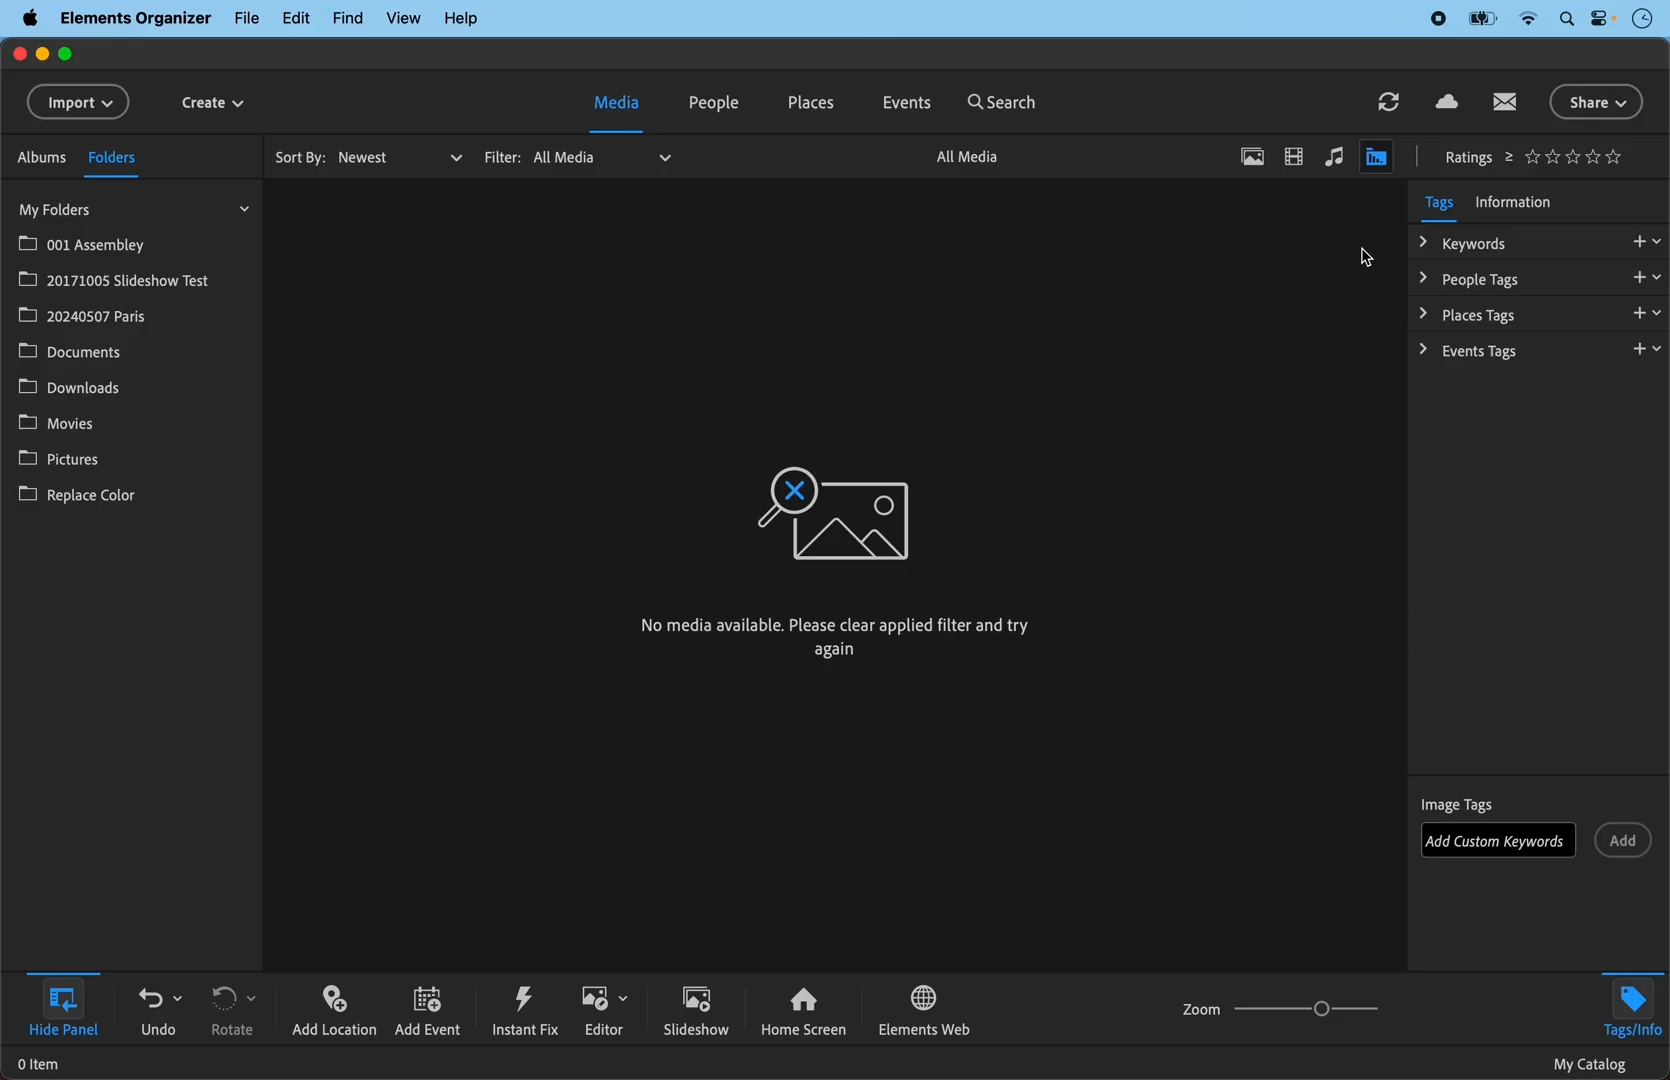 Elements Organizer File Edit Find View Help
Import Create Media People Places Events Search Share
Albums Folders Sort By: Newest Filter: All Media All Media Ratings ≥
My Folders
001 Assembley
20171005 Slideshow Test
20240507 Paris
Documents
Downloads
Movies
Pictures
Replace Color
No media available. Please clear applied filter and try
again
Tags Information
Keywords
People Tags
Places Tags
Events Tags
Image Tags
Add Custom Keywords Add
Hide Panel Undo Rotate Add Location Add Event Instant Fix Editor Slideshow Home Screen Elements Web Zoom Tags/Info
0 Item My Catalog